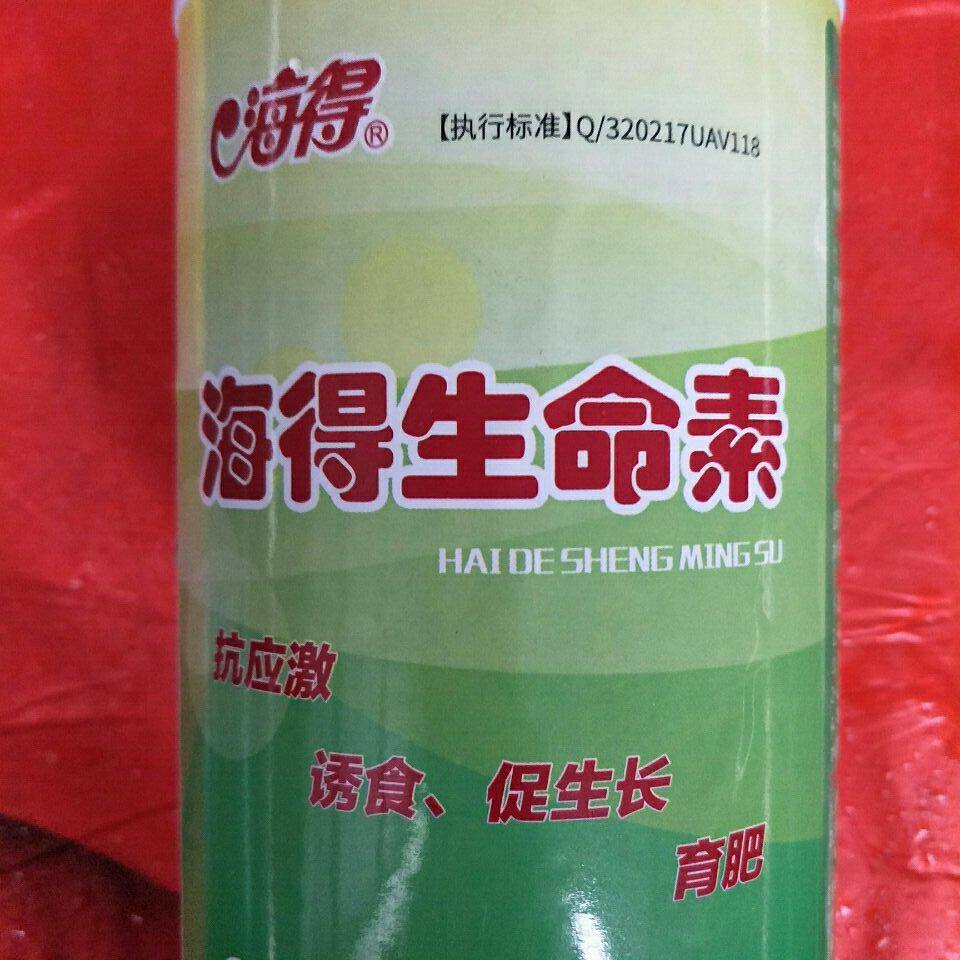 海得®
【执行标准】Q/320217UAV118
海得生命素
HAI DE SHENG MING SU
抗应激
诱食、促生长
育肥